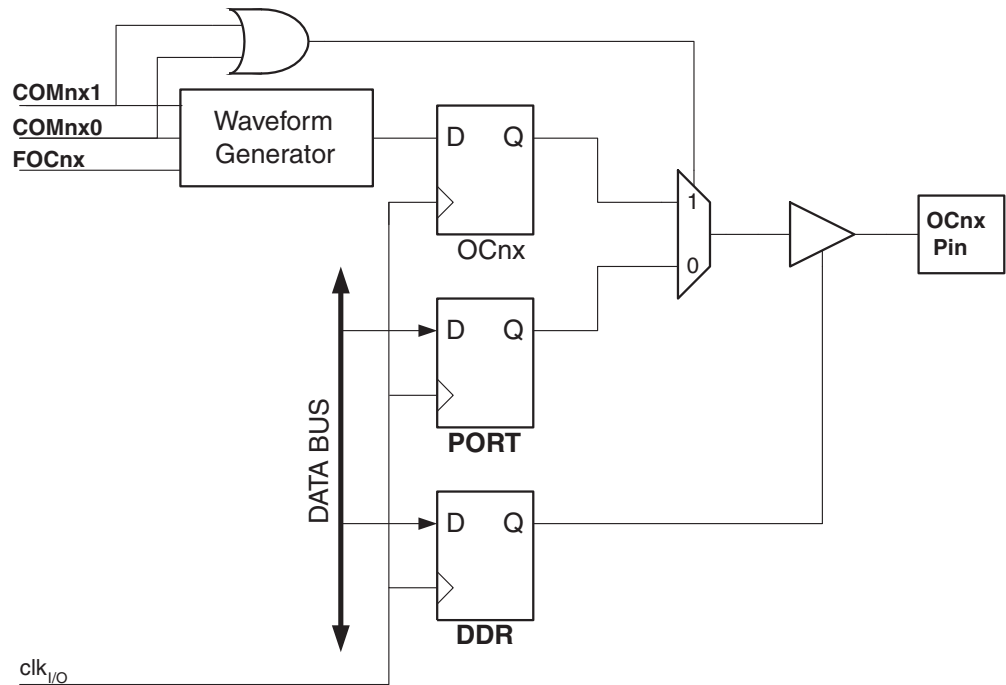 COMnx1
COMnx0
FOCnx
Waveform
Generator
D Q
OCnx
1
0
OCnx
Pin
D Q
PORT
DATA BUS
D Q
DDR
clkI/O